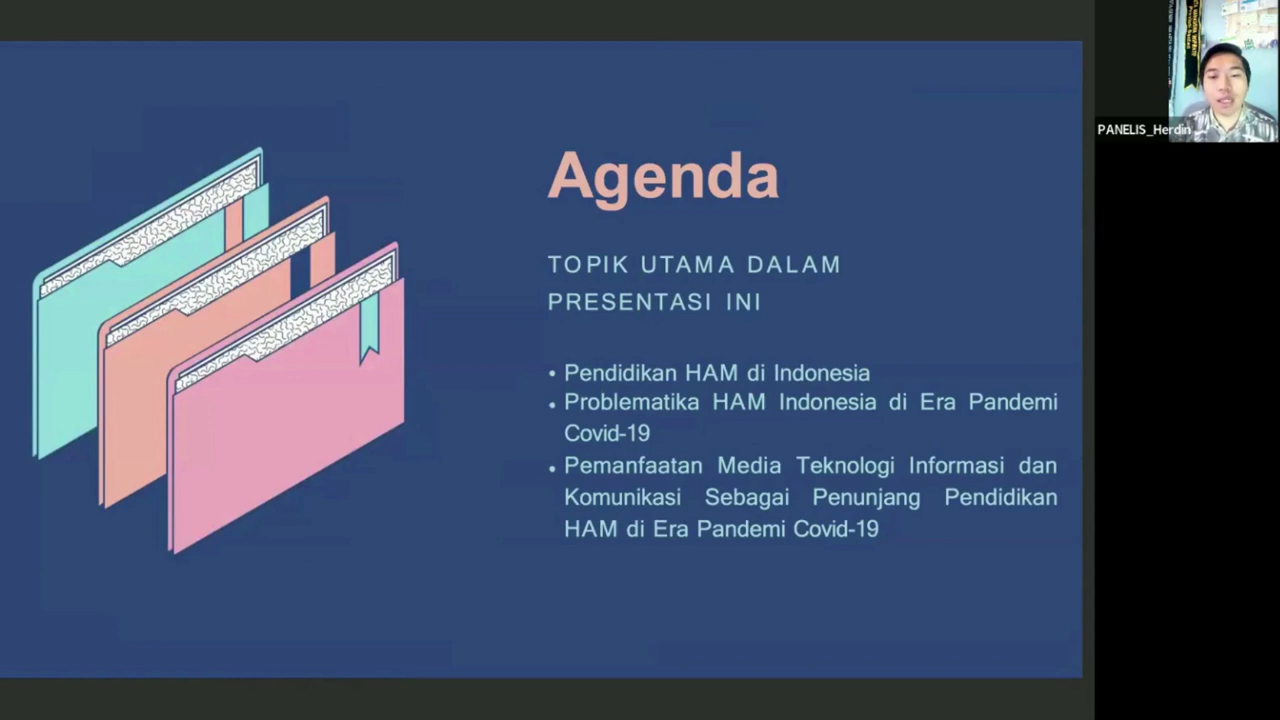 Agenda
TOPIK UTAMA DALAM
PRESENTASI INI
• Pendidikan HAM di Indonesia
• Problematika HAM Indonesia di Era Pandemi
Covid-19
• Pemanfaatan Media Teknologi Informasi dan
Komunikasi Sebagai Penunjang Pendidikan
HAM di Era Pandemi Covid-19
PANELIS_Herdin